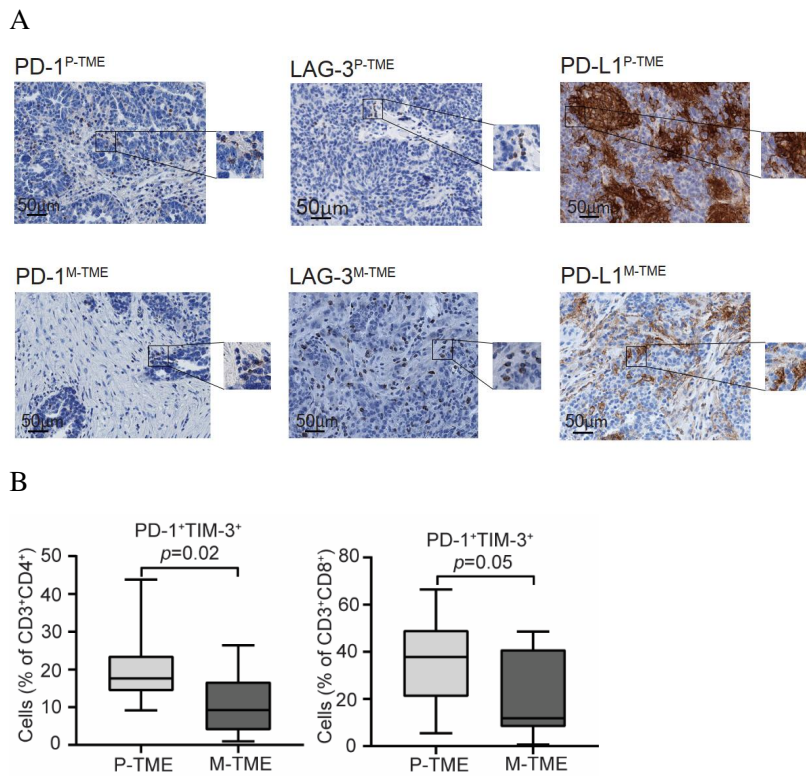 A
PD-1ᴾ⁻ᵀᴹᴱ LAG-3ᴾ⁻ᵀᴹᴱ PD-L1ᴾ⁻ᵀᴹᴱ
50µm 50µm 50µm
PD-1ᴹ⁻ᵀᴹᴱ LAG-3ᴹ⁻ᵀᴹᴱ PD-L1ᴹ⁻ᵀᴹᴱ
50µm 50µm 50µm
B
PD-1⁺TIM-3⁺
p=0.02
Cells (% of CD3⁺CD4⁺)
50
40
30
20
10
0
P-TME M-TME
PD-1⁺TIM-3⁺
p=0.05
Cells (% of CD3⁺CD8⁺)
80
60
40
20
0
P-TME M-TME